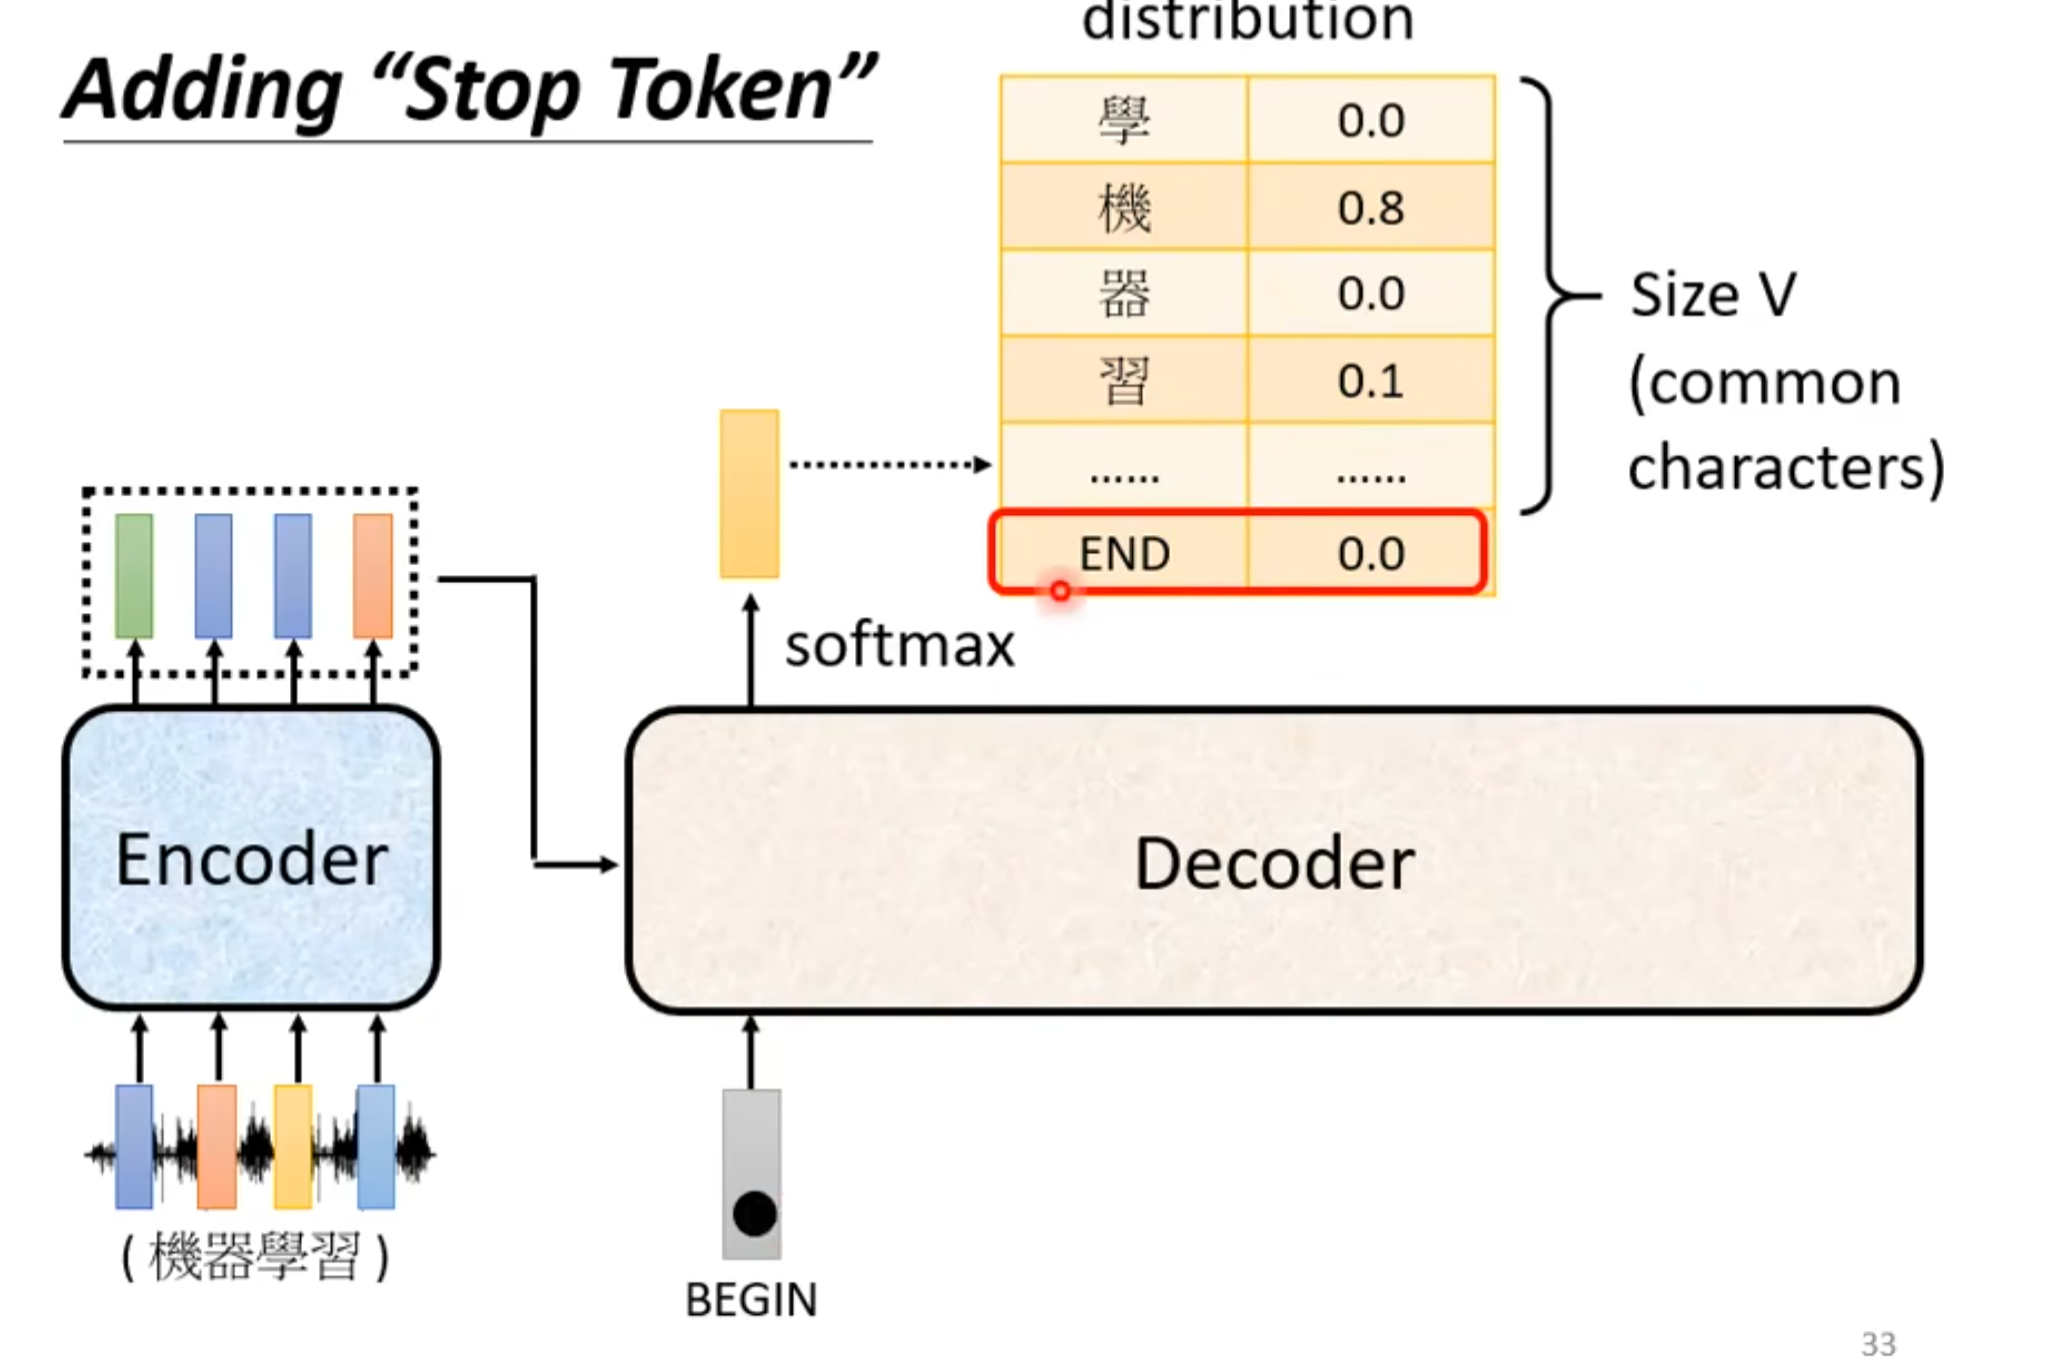 distribution
Adding “Stop Token”
學 0.0
機 0.8
器 0.0
習 0.1
...... ......
END 0.0
Size V
(common
characters)
softmax
Encoder
Decoder
( 機器學習 )
BEGIN
33